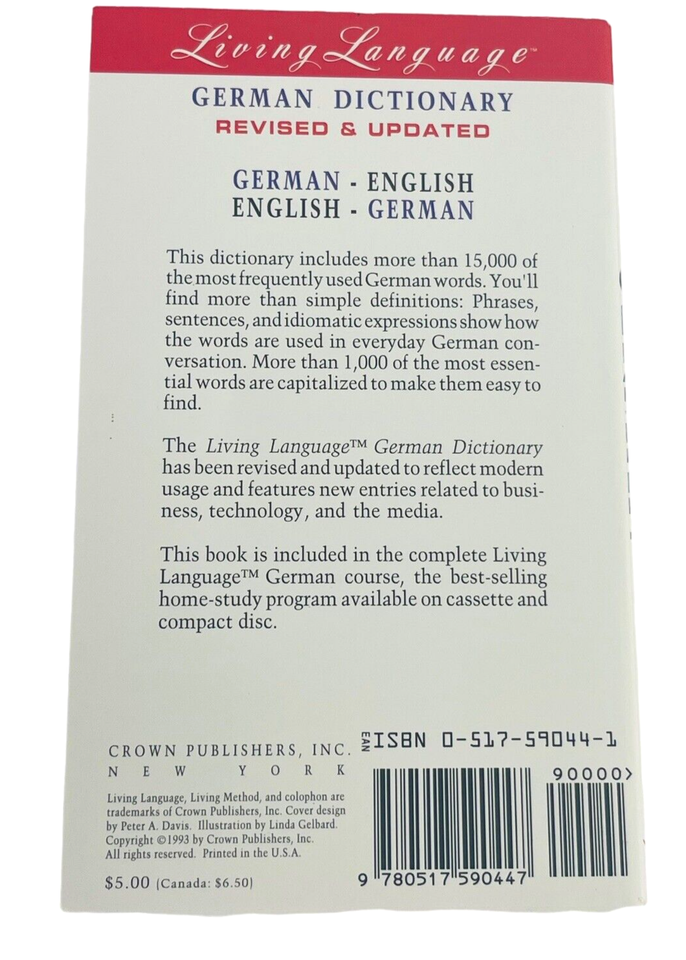 Living Language™
GERMAN DICTIONARY
REVISED & UPDATED
GERMAN - ENGLISH
ENGLISH - GERMAN
This dictionary includes more than 15,000 of
the most frequently used German words. You'll
find more than simple definitions: Phrases,
sentences, and idiomatic expressions show how
the words are used in everyday German con-
versation. More than 1,000 of the most essen-
tial words are capitalized to make them easy to
find.
The Living Language™ German Dictionary
has been revised and updated to reflect modern
usage and features new entries related to busi-
ness, technology, and the media.
This book is included in the complete Living
Language™ German course, the best-selling
home-study program available on cassette and
compact disc.
CROWN PUBLISHERS, INC.
NEW YORK
Living Language, Living Method, and colophon are
trademarks of Crown Publishers, Inc. Cover design
by Peter A. Davis. Illustration by Linda Gelbard.
Copyright ©1993 by Crown Publishers, Inc.
All rights reserved. Printed in the U.S.A.
$5.00 (Canada: $6.50)
EAN
ISBN 0-517-59044-1
90000>
9 780517 590447